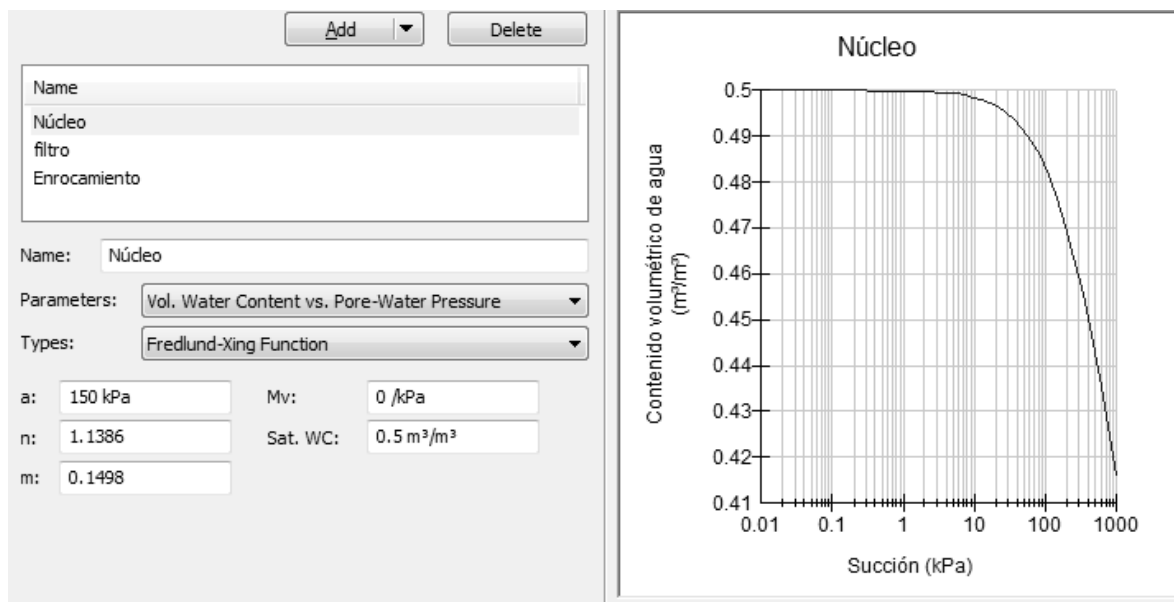 Add Delete
Name
Núcleo
filtro
Enrocamiento
Name: Núcleo
Parameters: Vol. Water Content vs. Pore-Water Pressure
Types: Fredlund-Xing Function
a: 150 kPa Mv: 0 /kPa
n: 1.1386 Sat. WC: 0.5 m³/m³
m: 0.1498
Núcleo
Contenido volumétrico de agua
(m³/m³)
0.5
0.49
0.48
0.47
0.46
0.45
0.44
0.43
0.42
0.41
0.01 0.1 1 10 100 1000
Succión (kPa)